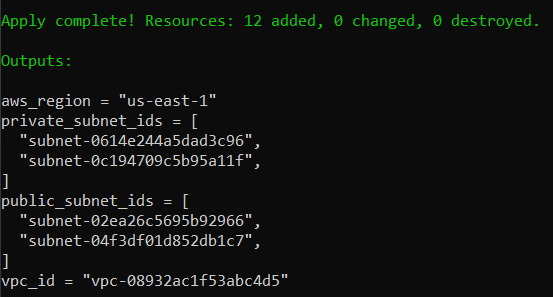 Apply complete! Resources: 12 added, 0 changed, 0 destroyed.
Outputs:
aws_region = "us-east-1"
private_subnet_ids = [
  "subnet-0614e244a5dad3c96",
  "subnet-0c194709c5b95a11f",
]
public_subnet_ids = [
  "subnet-02ea26c5695b92966",
  "subnet-04f3df01d852db1c7",
]
vpc_id = "vpc-08932ac1f53abc4d5"